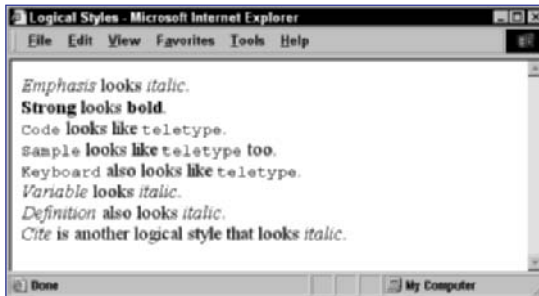 Logical Styles - Microsoft Internet Explorer
File Edit View Favorites Tools Help
Emphasis looks italic.
Strong looks bold.
Code looks like teletype.
Sample looks like teletype too.
Keyboard also looks like teletype.
Variable looks italic.
Definition also looks italic.
Cite is another logical style that looks italic.
Done My Computer